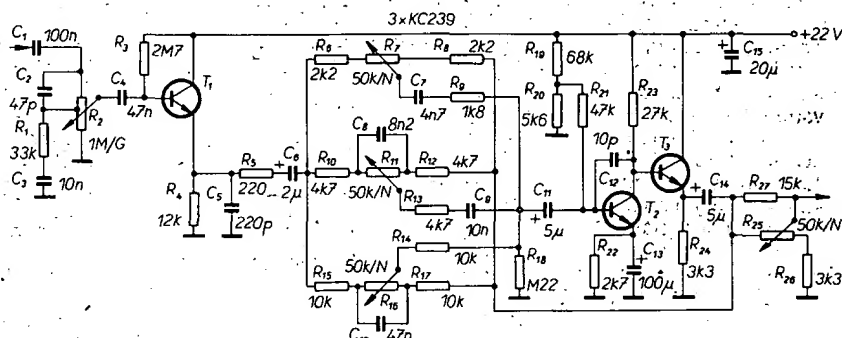 3×KC239
C1
100n
R3
2M7
T1
C2
47p
R1
33k
C3
10n
R2
1M/G
C4
47n
R4
12k
C5
220p
R5
220
C6
2μ
R6
2k2
R7
50k/N
R8
2k2
C7
4n7
R9
1k8
C8
8n2
R10
4k7
R11
50k/N
R12
4k7
R13
4k7
C9
10n
R14
10k
R15
10k
50k/N
R16
R17
10k
47n
R18
M22
C11
5μ
R19
68k
R20
5k6
R21
47k
10p
C12
R23
27k
T2
R22
2k7
C13
100μ
T3
R24
3k3
C14
5μ
C15
20μ
+22V
R27
15k
R25
50k/N
R26
3k3